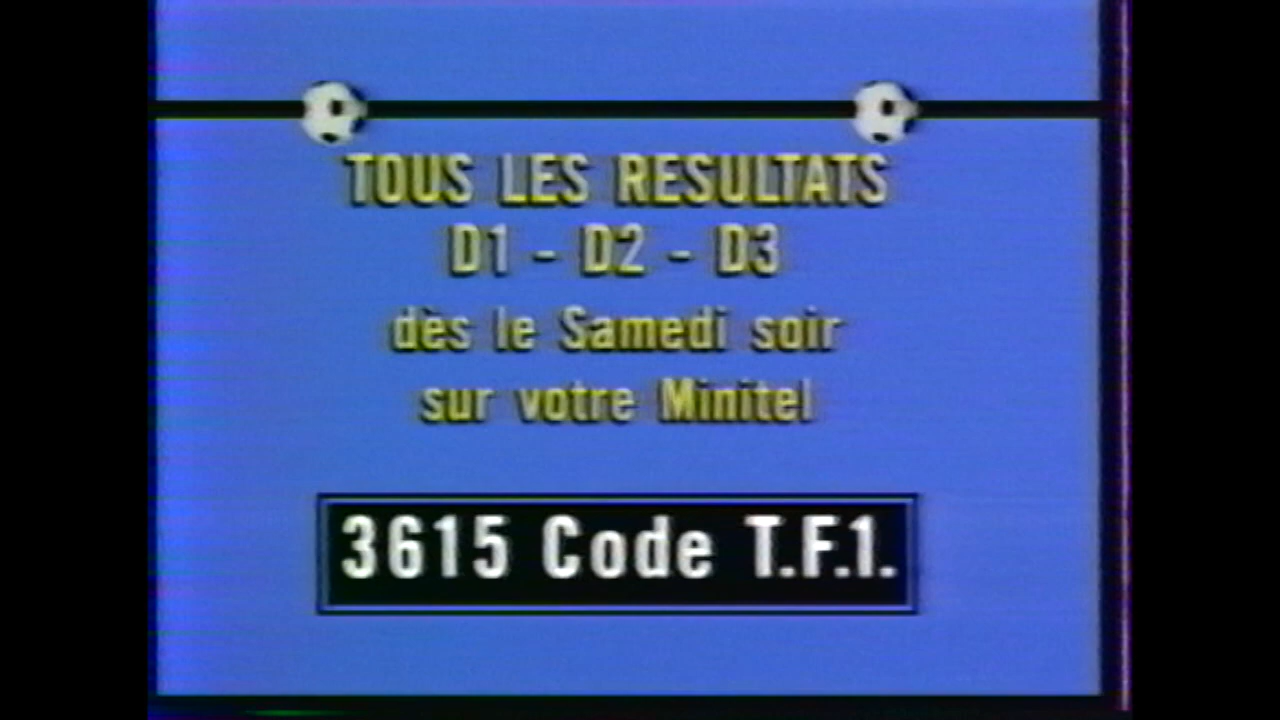 TOUS LES RESULTATS
D1 - D2 - D3
dès le Samedi soir
sur votre Minitel
3615 Code T.F.1.